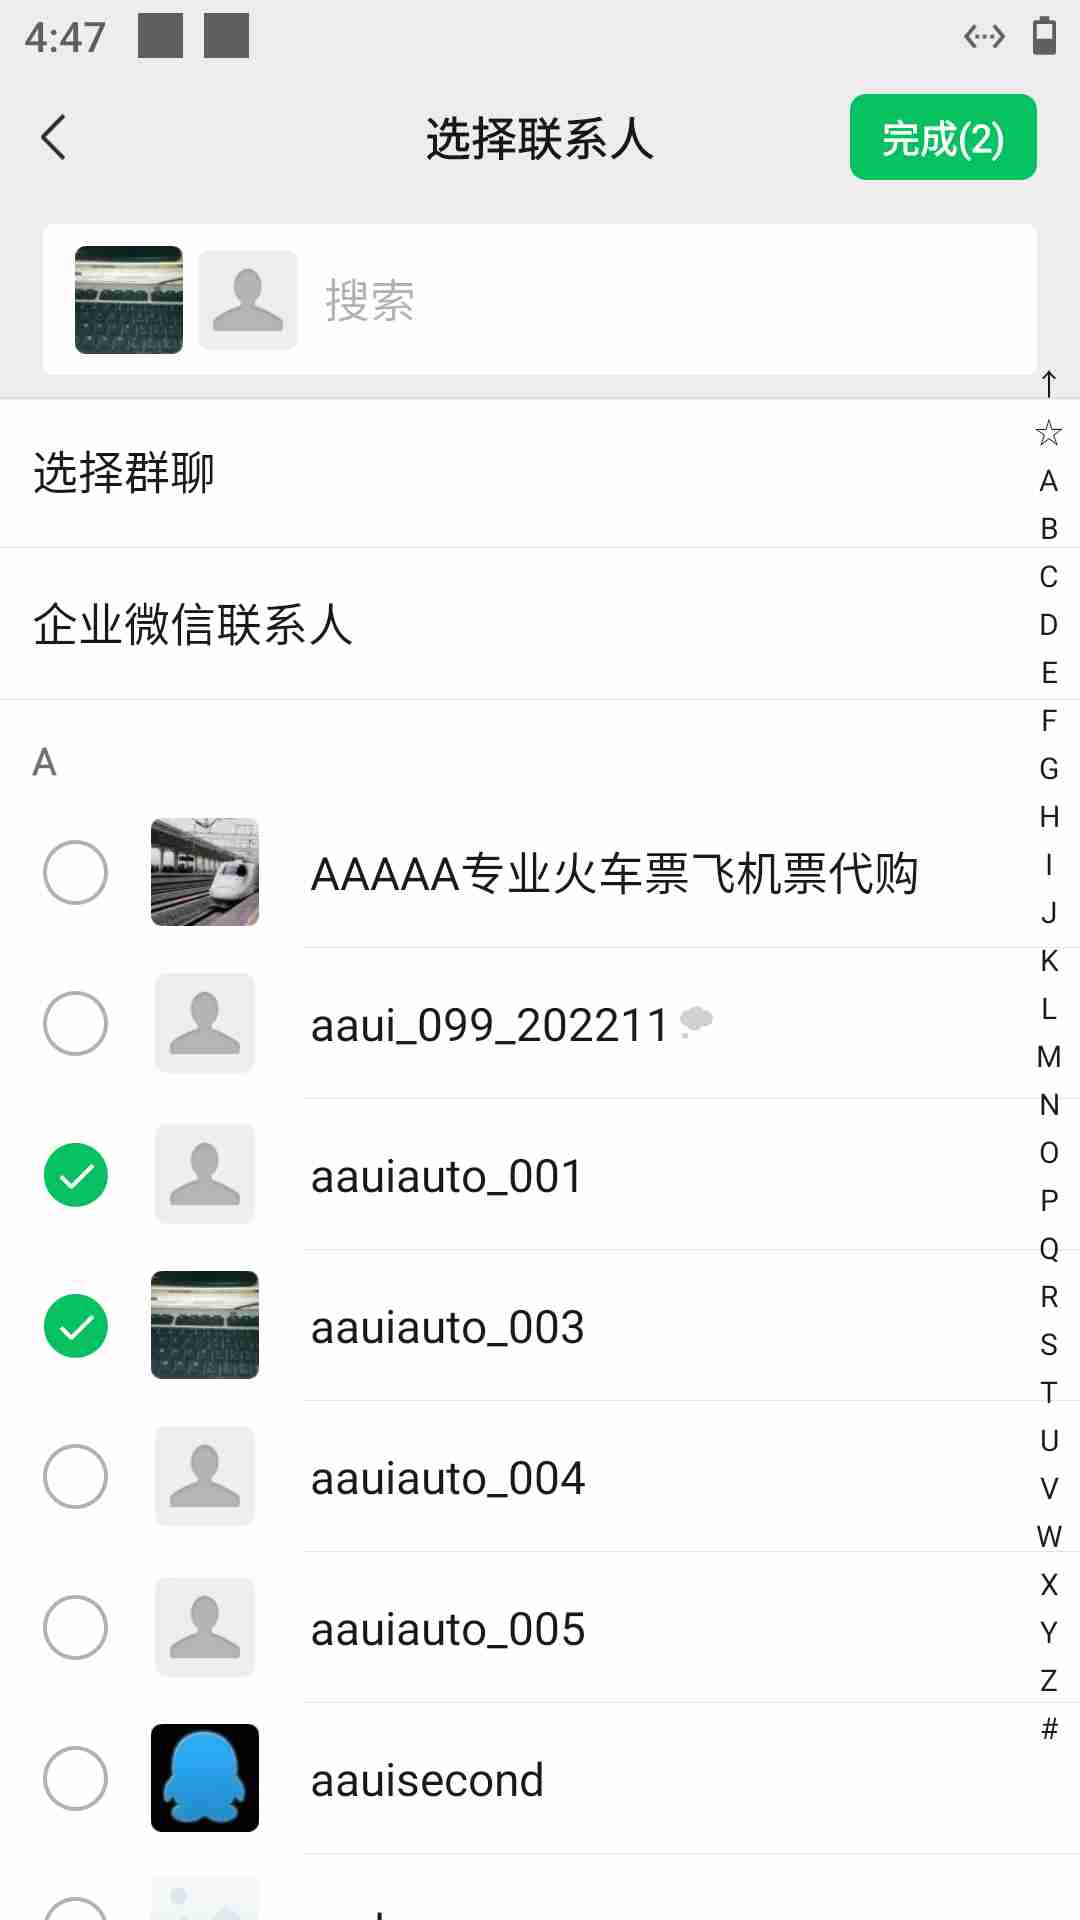 4:47
选择联系人
完成(2)
搜索
↑
☆
选择群聊
企业微信联系人
A
AAAAA专业火车票飞机票代购
aaui_099_202211
aauiauto_001
aauiauto_003
aauiauto_004
aauiauto_005
aauisecond
A
B
C
D
E
F
G
H
I
J
K
L
M
N
O
P
Q
R
S
T
U
V
W
X
Y
Z
#